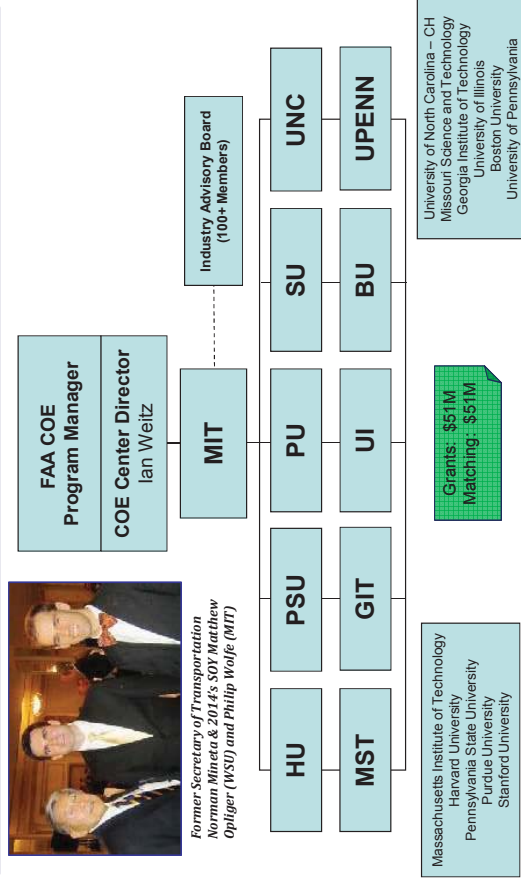 FAA COE
Program Manager
COE Center Director
Ian Weitz
MIT
Industry Advisory Board
(100+ Members)
Former Secretary of Transportation
Norman Mineta & 2014's SOY Matthew
Opliger (WSU) and Philip Wolfe (MIT)
HU
PSU
PU
SU
UNC
MST
GIT
UI
BU
UPENN
Massachusetts Institute of Technology
Harvard University
Pennsylvania State University
Purdue University
Stanford University
Grants: $51M
Matching: $51M
University of North Carolina – CH
Missouri Science and Technology
Georgia Institute of Technology
University of Illinois
Boston University
University of Pennsylvania